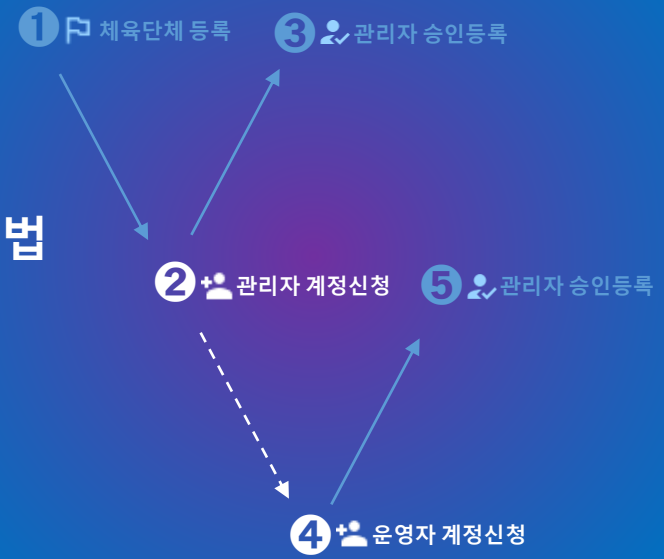 ① 체육단체 등록
③ 관리자 승인등록
법
② 관리자 계정신청
⑤ 관리자 승인등록
④ 운영자 계정신청